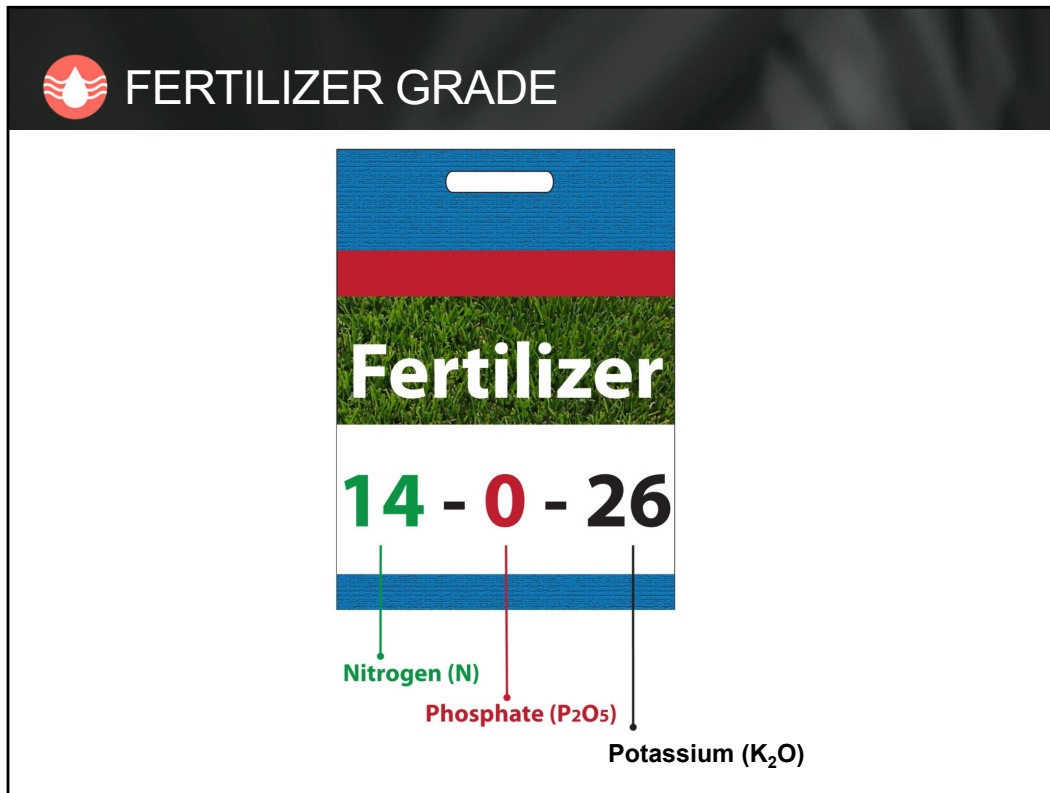 FERTILIZER GRADE
Fertilizer
14 - 0 - 26
Nitrogen (N)
Phosphate (P₂O₅)
Potassium (K₂O)